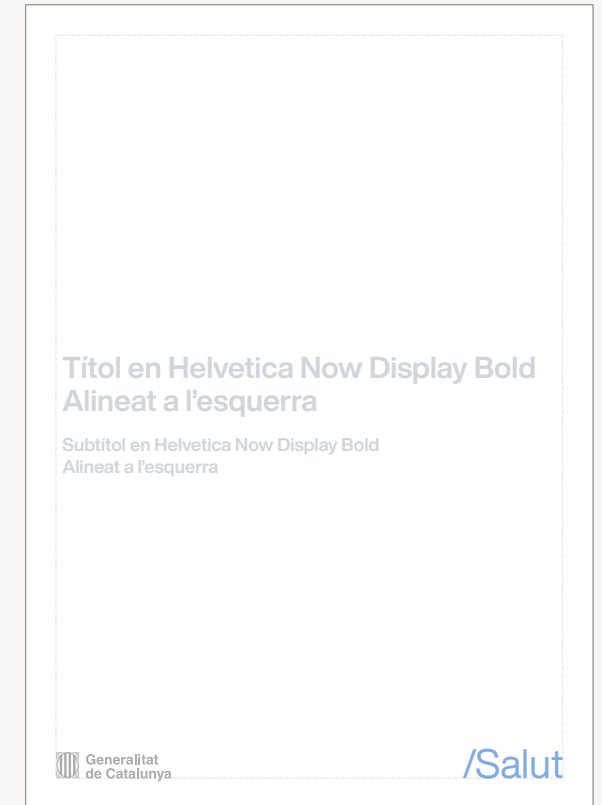 Títol en Helvetica Now Display Bold
Alineat a l’esquerra
Subtítol en Helvetica Now Display Bold
Alineat a l’esquerra
Generalitat
de Catalunya
/Salut